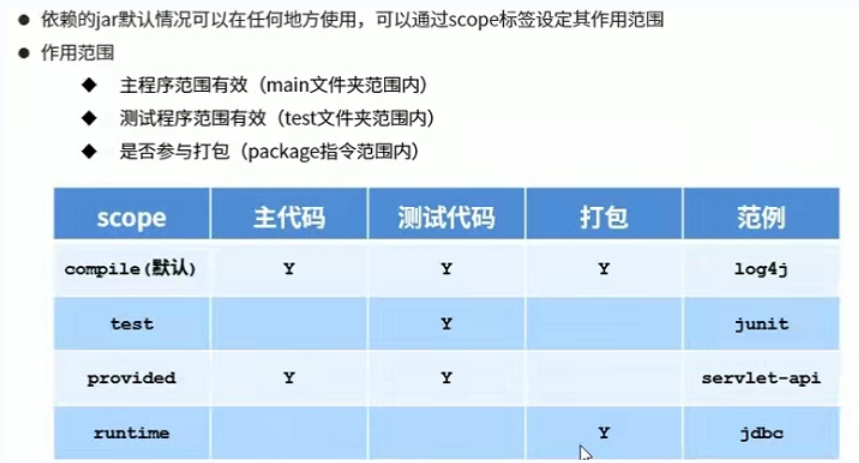 依赖的jar默认情况可以在任何地方使用，可以通过scope标签设定其作用范围
作用范围
主程序范围有效（main文件夹范围内）
测试程序范围有效（test文件夹范围内）
是否参与打包（package指令范围内）
scope 主代码 测试代码 打包 范例
compile(默认) Y Y Y log4j
test Y junit
provided Y Y servlet-api
runtime Y jdbc